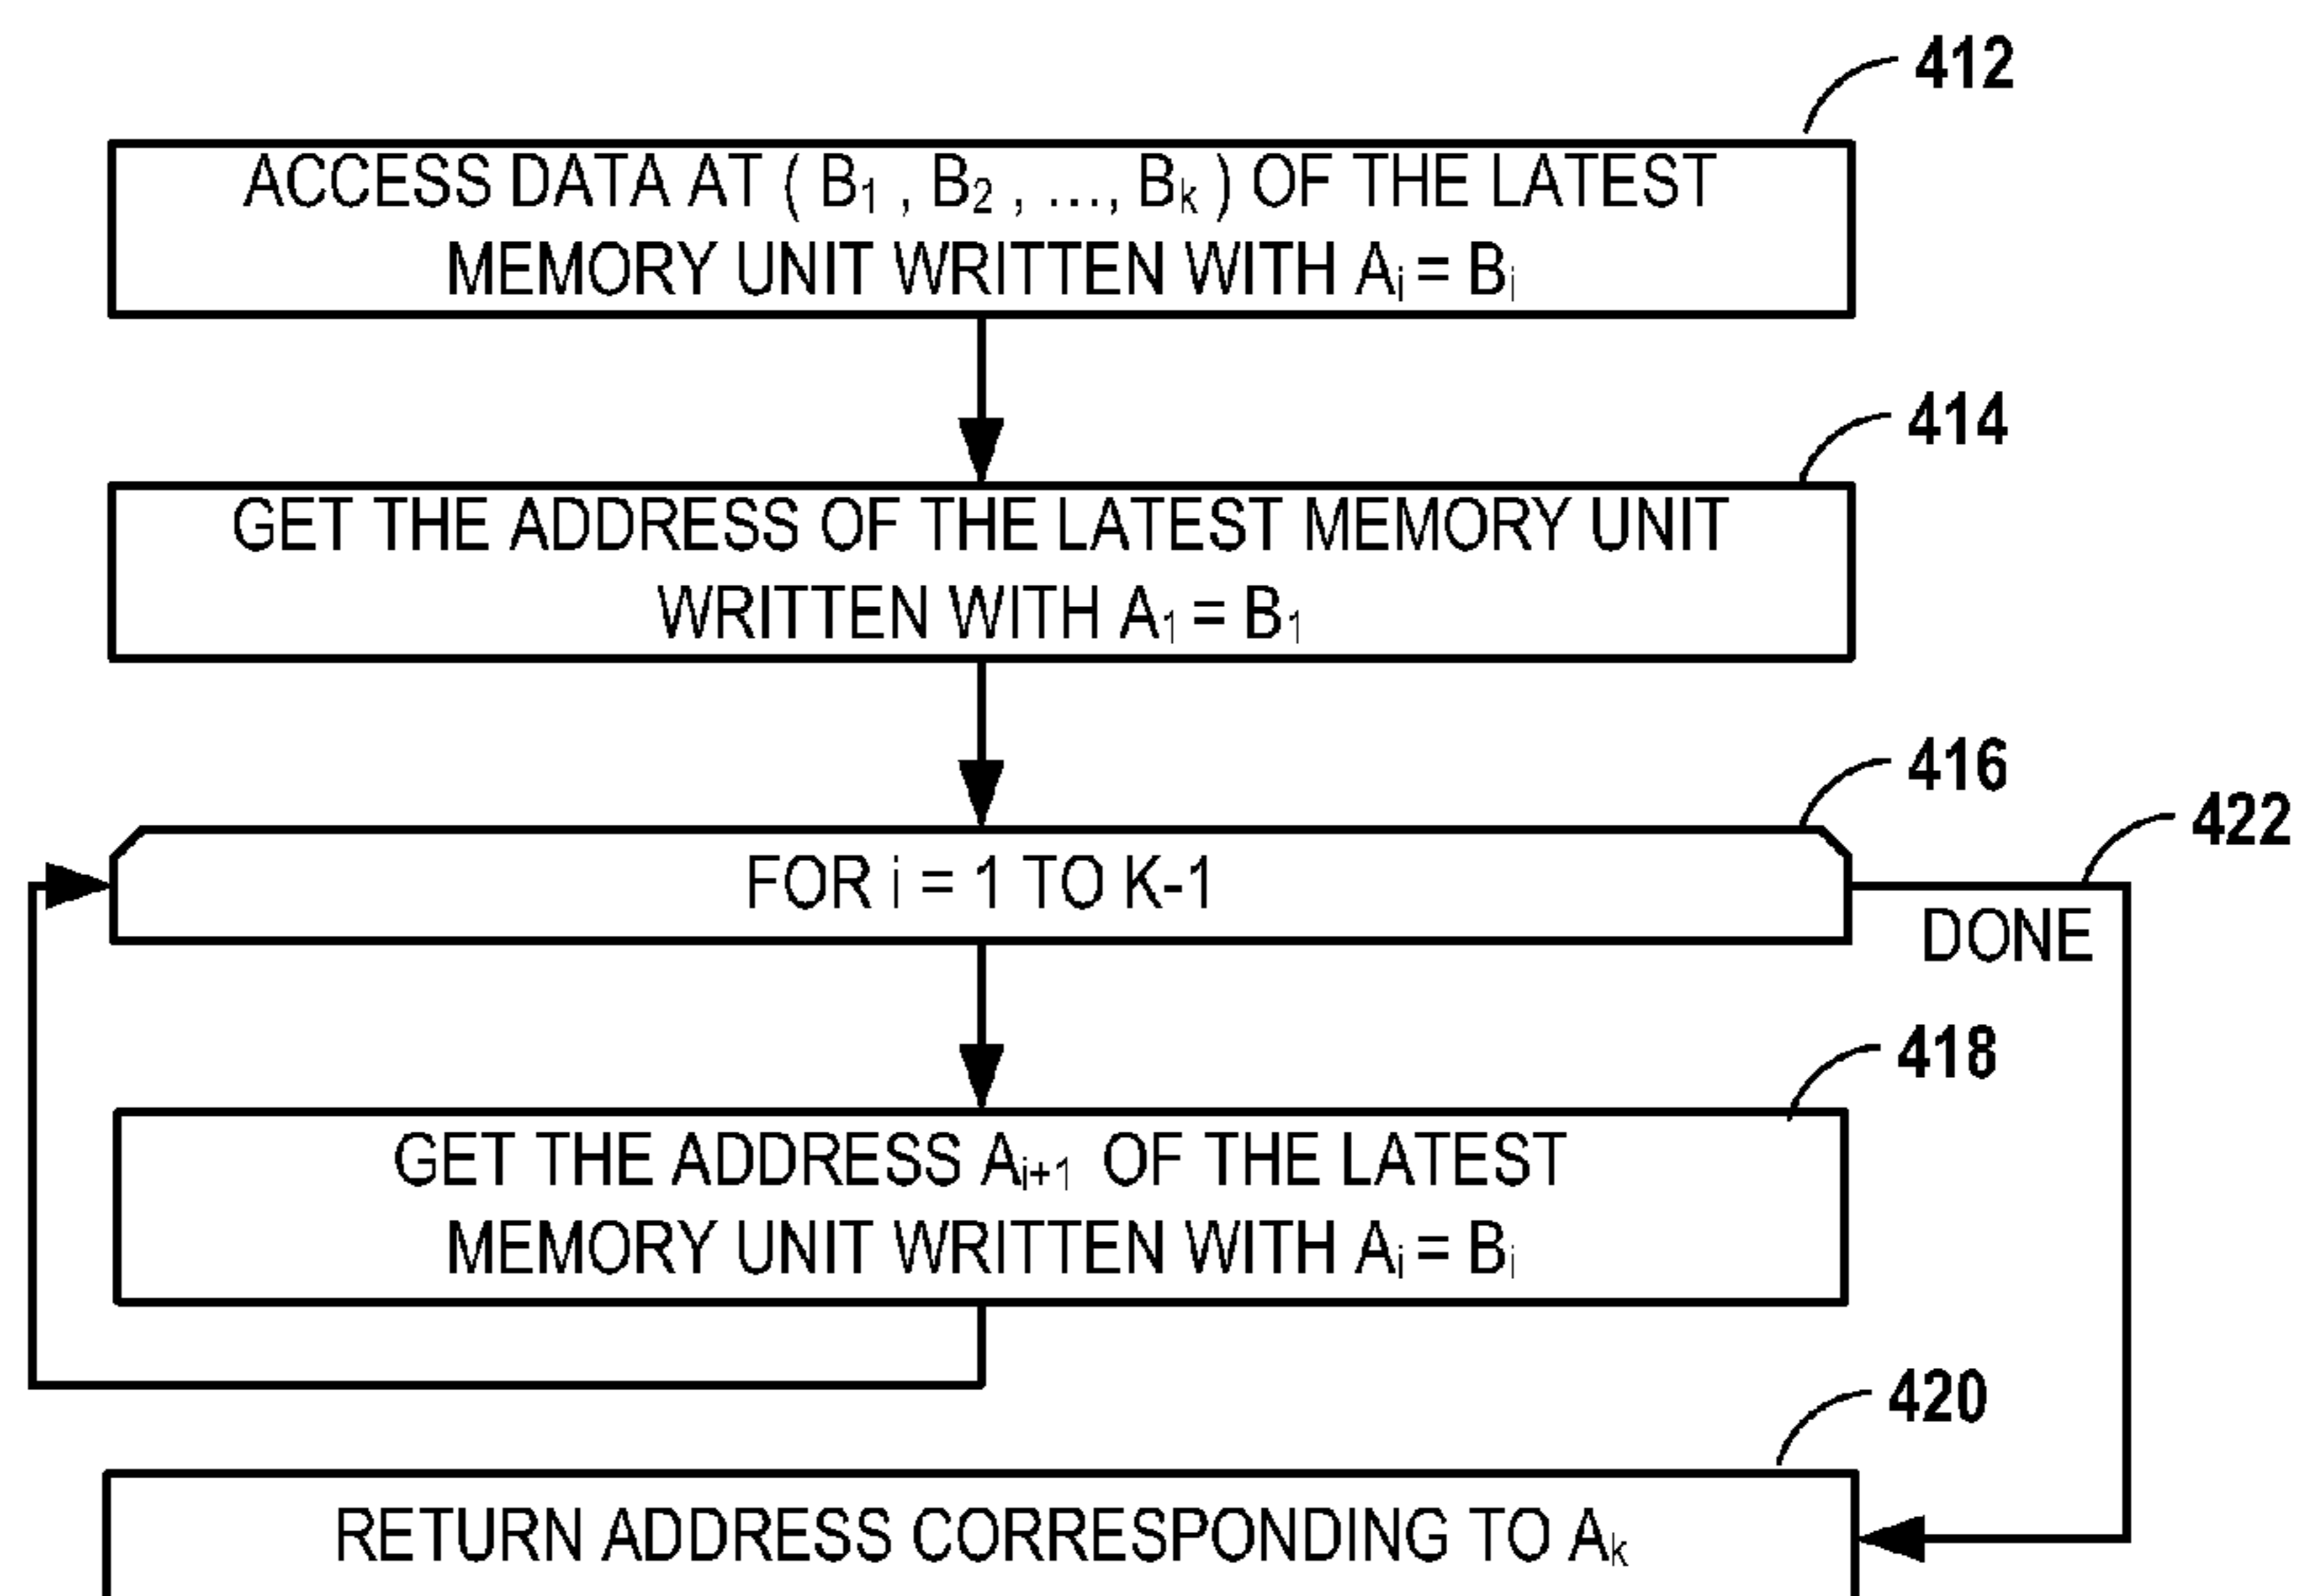 412
ACCESS DATA AT ( B₁ , B₂ , ..., Bₖ ) OF THE LATEST
MEMORY UNIT WRITTEN WITH Aᵢ = Bᵢ
414
GET THE ADDRESS OF THE LATEST MEMORY UNIT
WRITTEN WITH A₁ = B₁
416
422
FOR i = 1 TO K-1
DONE
418
GET THE ADDRESS Aᵢ₊₁ OF THE LATEST
MEMORY UNIT WRITTEN WITH Aᵢ = Bᵢ
420
RETURN ADDRESS CORRESPONDING TO Aₖ